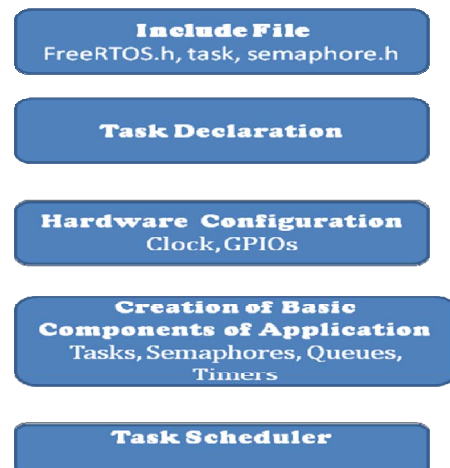 Include File
FreeRTOS.h, task, semaphore.h
Task Declaration
Hardware Configuration
Clock, GPIOs
Creation of Basic
Components of Application
Tasks, Semaphores, Queues,
Timers
Task Scheduler